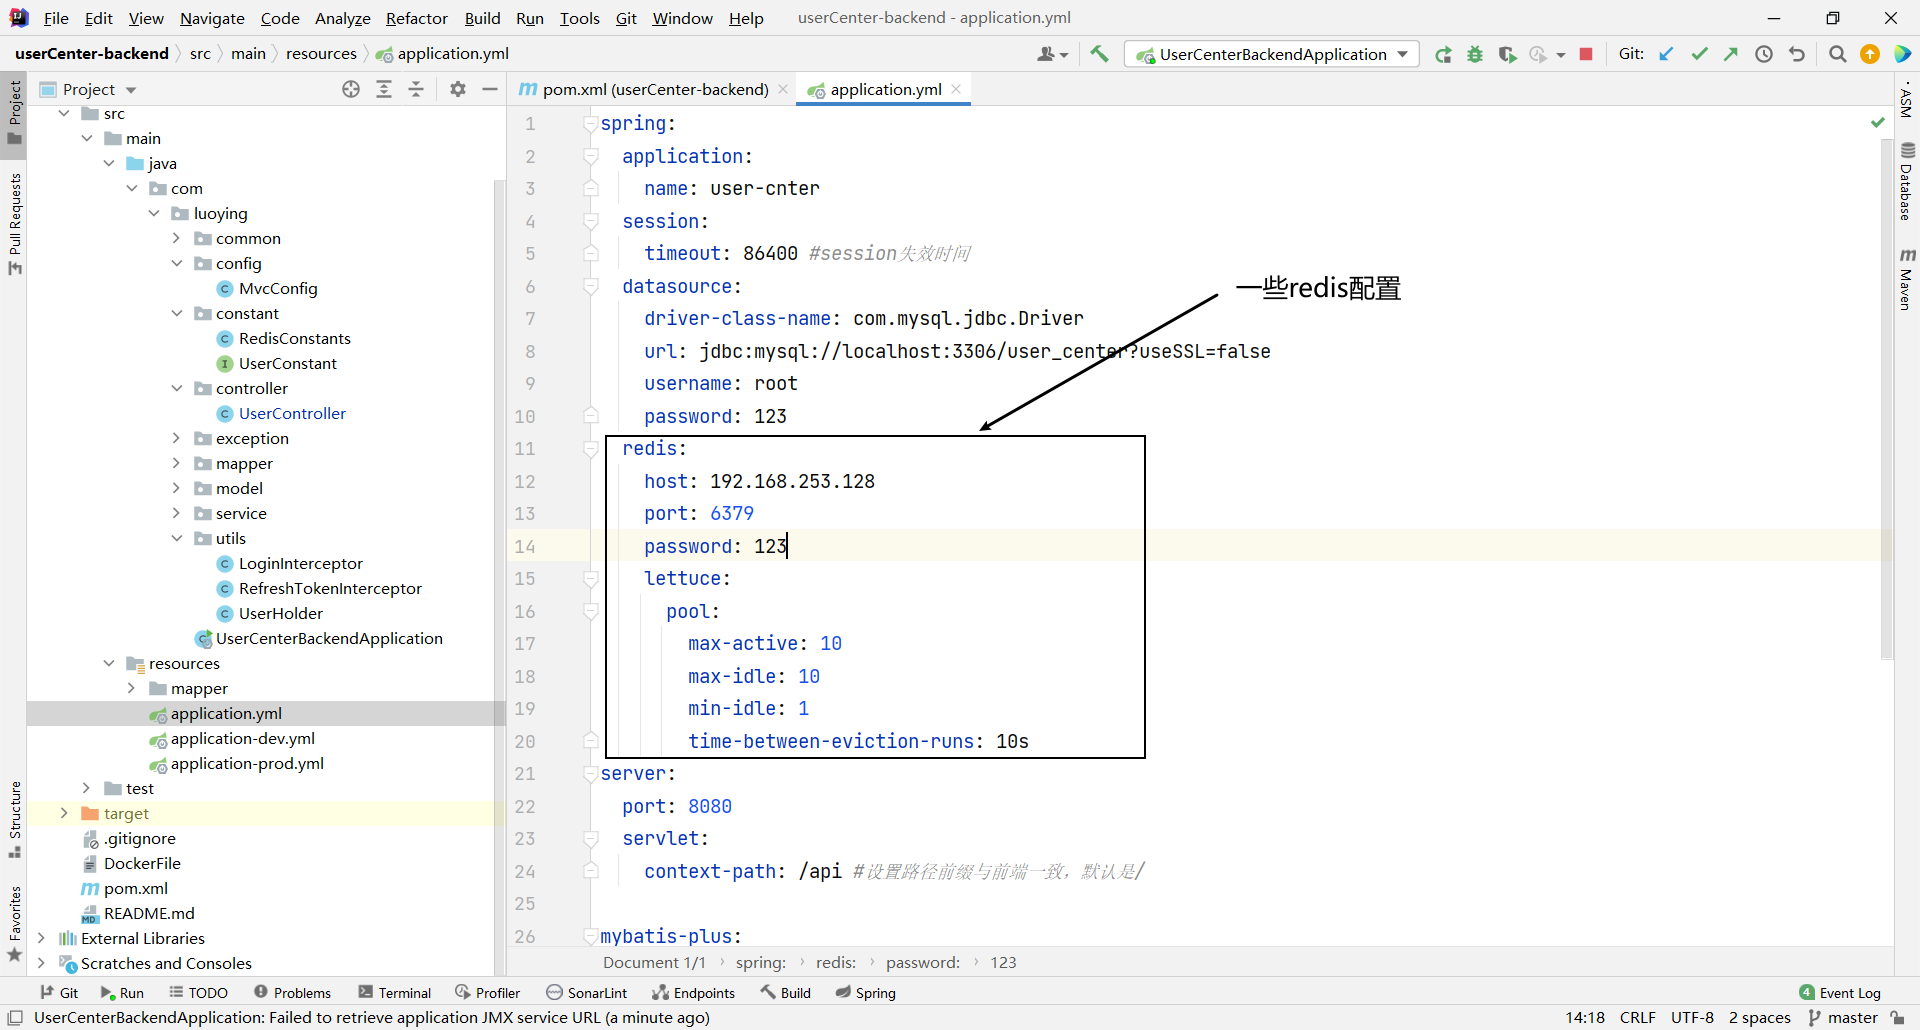 File Edit View Navigate Code Analyze Refactor Build Run Tools Git Window Help userCenter-backend - application.yml
userCenter-backend src main resources application.yml UserCenterBackendApplication Git:
Project
pom.xml (userCenter-backend) application.yml
Project
Pull Requests
Structure
Favorites
src
main
java
com
luoying
common
config
MvcConfig
constant
RedisConstants
UserConstant
controller
UserController
exception
mapper
model
service
utils
LoginInterceptor
RefreshTokenInterceptor
UserHolder
UserCenterBackendApplication
resources
mapper
application.yml
application-dev.yml
application-prod.yml
test
target
.gitignore
DockerFile
pom.xml
README.md
External Libraries
Scratches and Consoles
1 spring:
2 application:
3 name: user-cnter
4 session:
5 timeout: 86400 #session失效时间
6 datasource:
7 driver-class-name: com.mysql.jdbc.Driver
8 url: jdbc:mysql://localhost:3306/user_center?useSSL=false
9 username: root
10 password: 123
11 redis:
12 host: 192.168.253.128
13 port: 6379
14 password: 123
15 lettuce:
16 pool:
17 max-active: 10
18 max-idle: 10
19 min-idle: 1
20 time-between-eviction-runs: 10s
21 server:
22 port: 8080
23 servlet:
24 context-path: /api #设置路径前缀与前端一致，默认是/
25
26 mybatis-plus:
一些redis配置
ASM
Database
Maven
Document 1/1 spring: redis: password: 123
Git Run TODO Problems Terminal Profiler SonarLint Endpoints Build Spring 4 Event Log
UserCenterBackendApplication: Failed to retrieve application JMX service URL (a minute ago) 14:18 CRLF UTF-8 2 spaces master